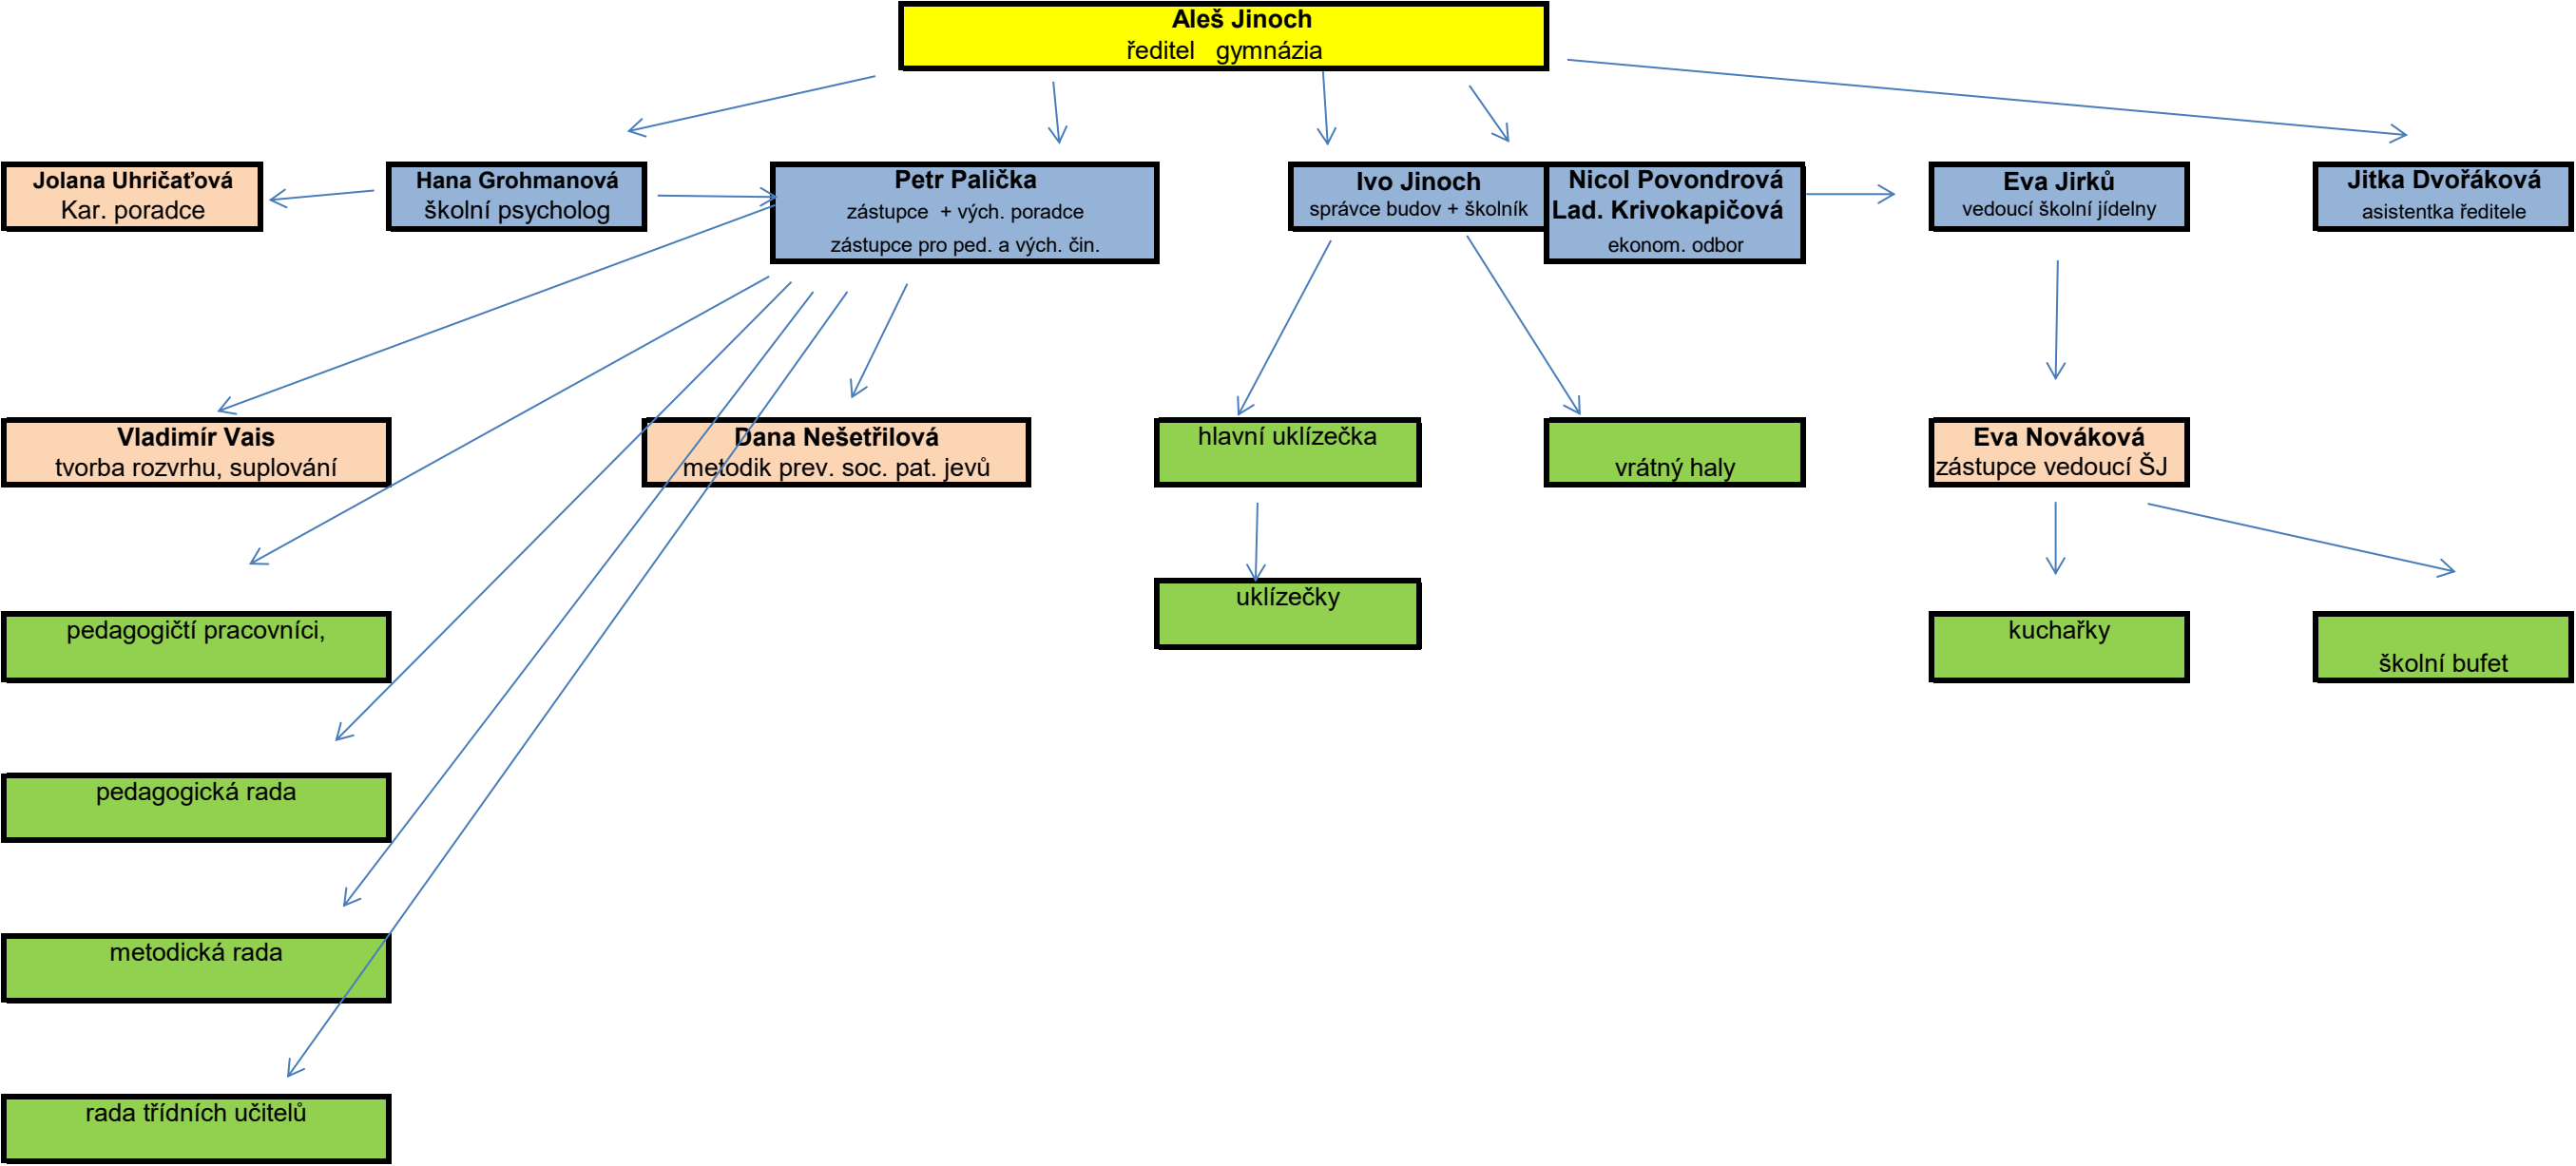 Aleš Jinoch
ředitel gymnázia
Jolana Uhričaťová
Kar. poradce
Hana Grohmanová
školní psycholog
Petr Palička
zástupce + vých. poradce
zástupce pro ped. a vých. čin.
Ivo Jinoch
správce budov + školník
Nicol Povondrová
Lad. Krivokapičová
ekonom. odbor
Eva Jirků
vedoucí školní jídelny
Jitka Dvořáková
asistentka ředitele
Vladimír Vais
tvorba rozvrhu, suplování
Dana Nešetřilová
metodik prev. soc. pat. jevů
hlavní uklízečka
vrátný haly
Eva Nováková
zástupce vedoucí ŠJ
uklízečky
pedagogičtí pracovníci,
kuchařky
školní bufet
pedagogická rada
metodická rada
rada třídních učitelů